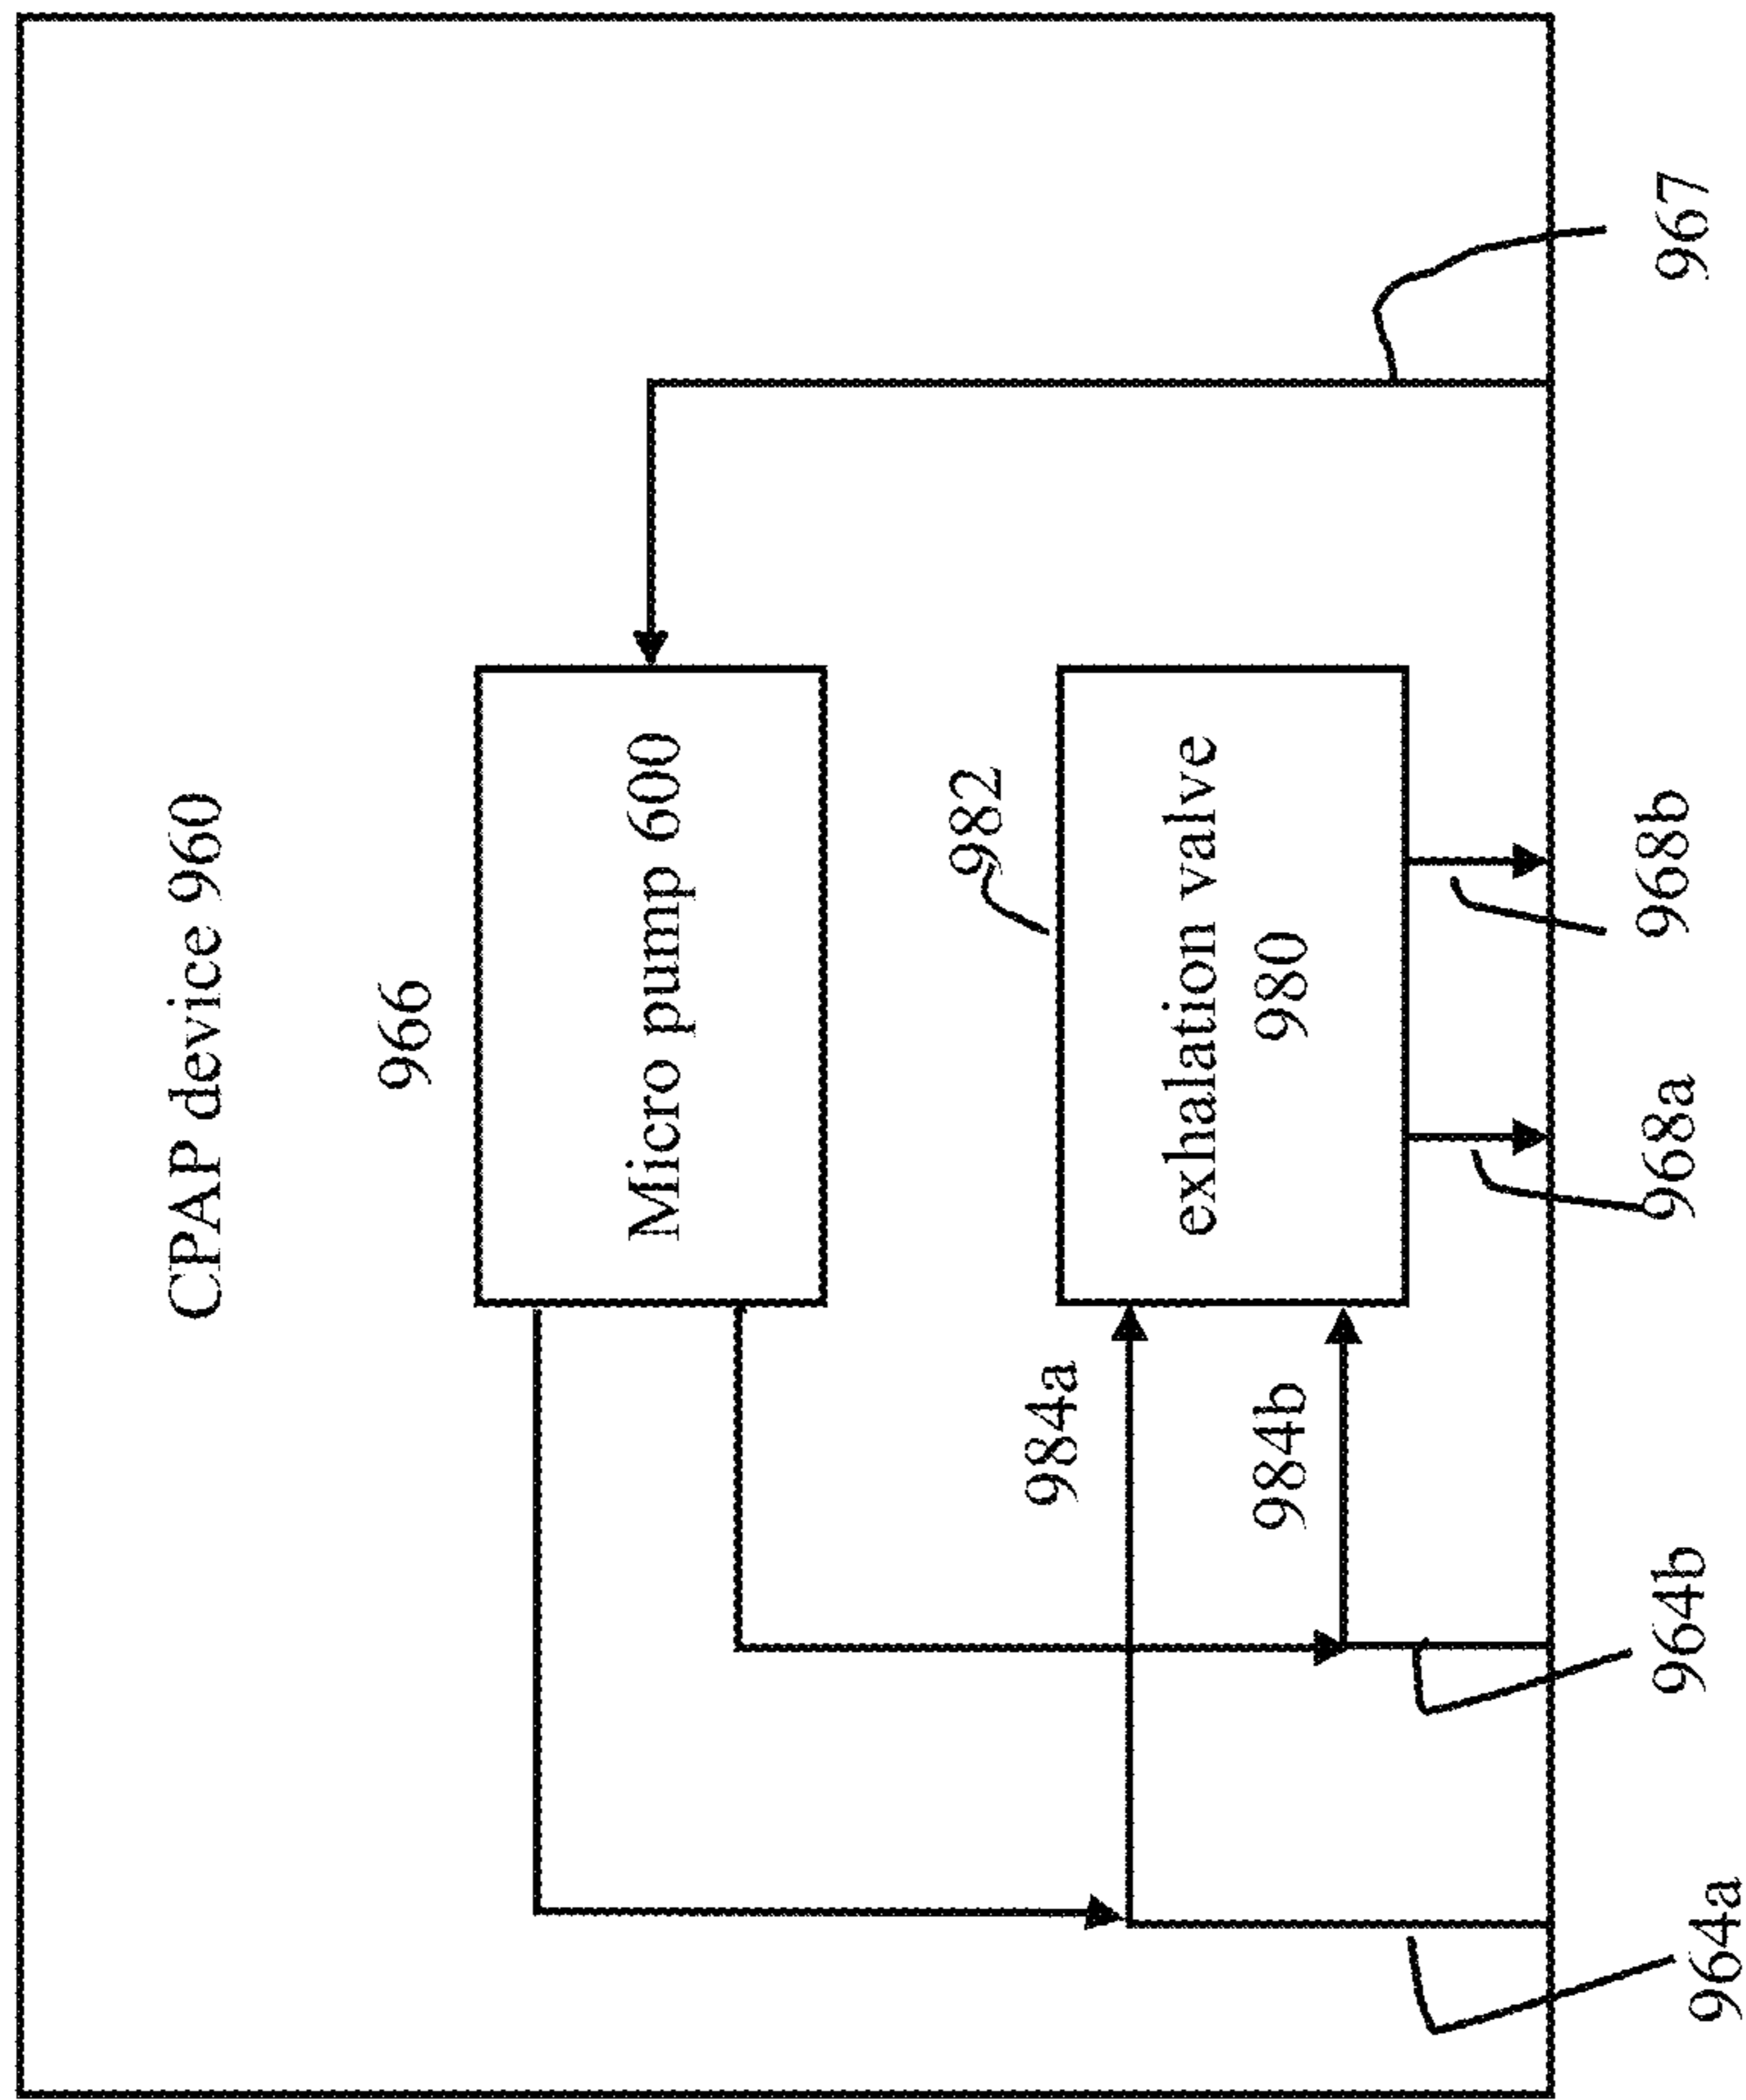 CPAP device 960
966
Micro pump 600
982
984a
exhalation valve
980
984b
964a
964b
968a
968b
967